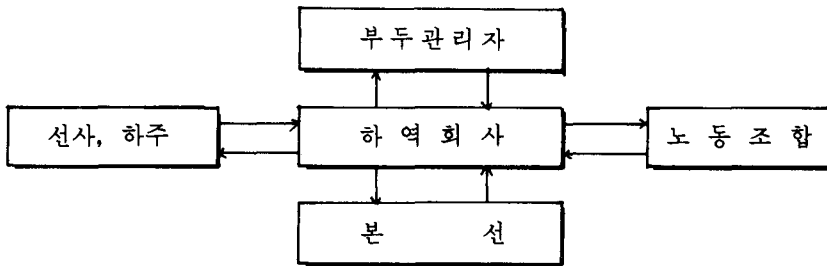 부두관리자
선사, 하주
하역회사
노동조합
본선